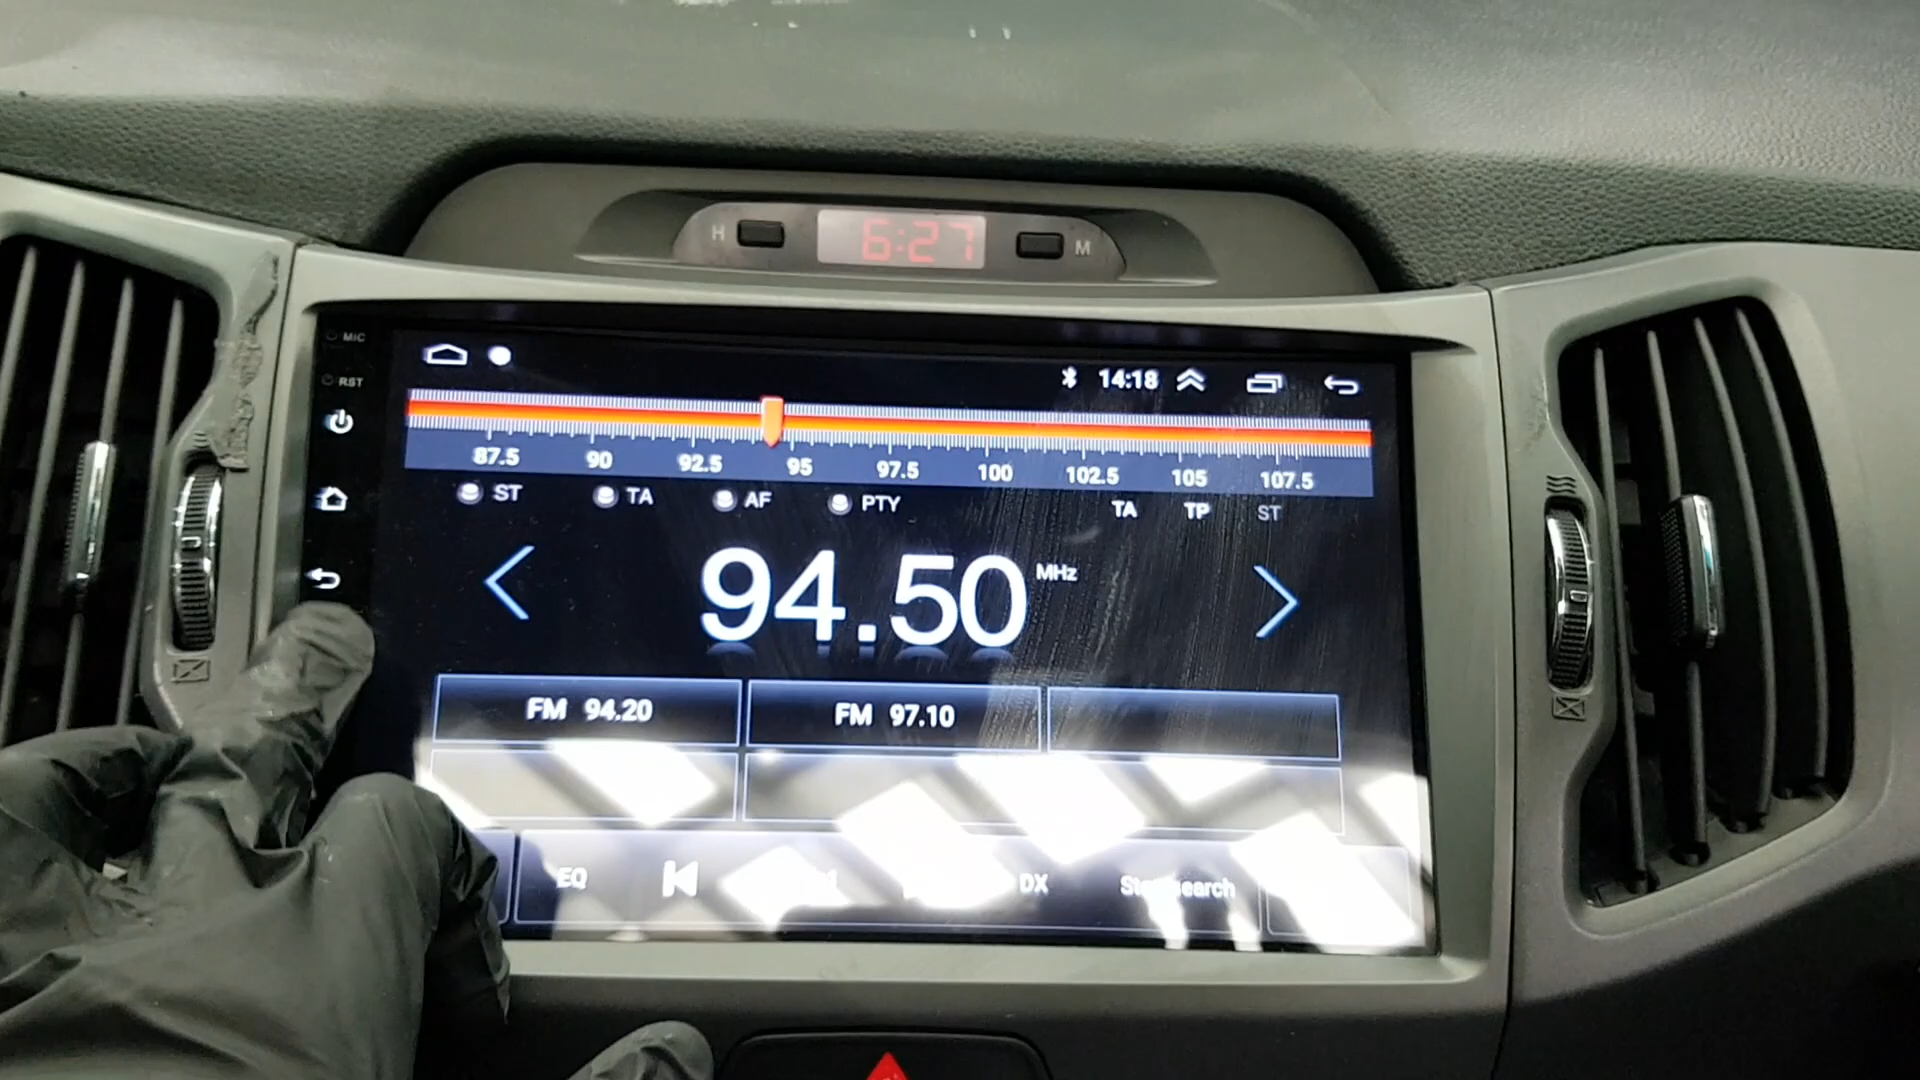 H 6:27 M
MIC
RST
14:18
87.5 90 92.5 95 97.5 100 102.5 105 107.5
ST TA AF PTY TA TP ST
94.50 MHz
FM 94.20 FM 97.10
EQ DX